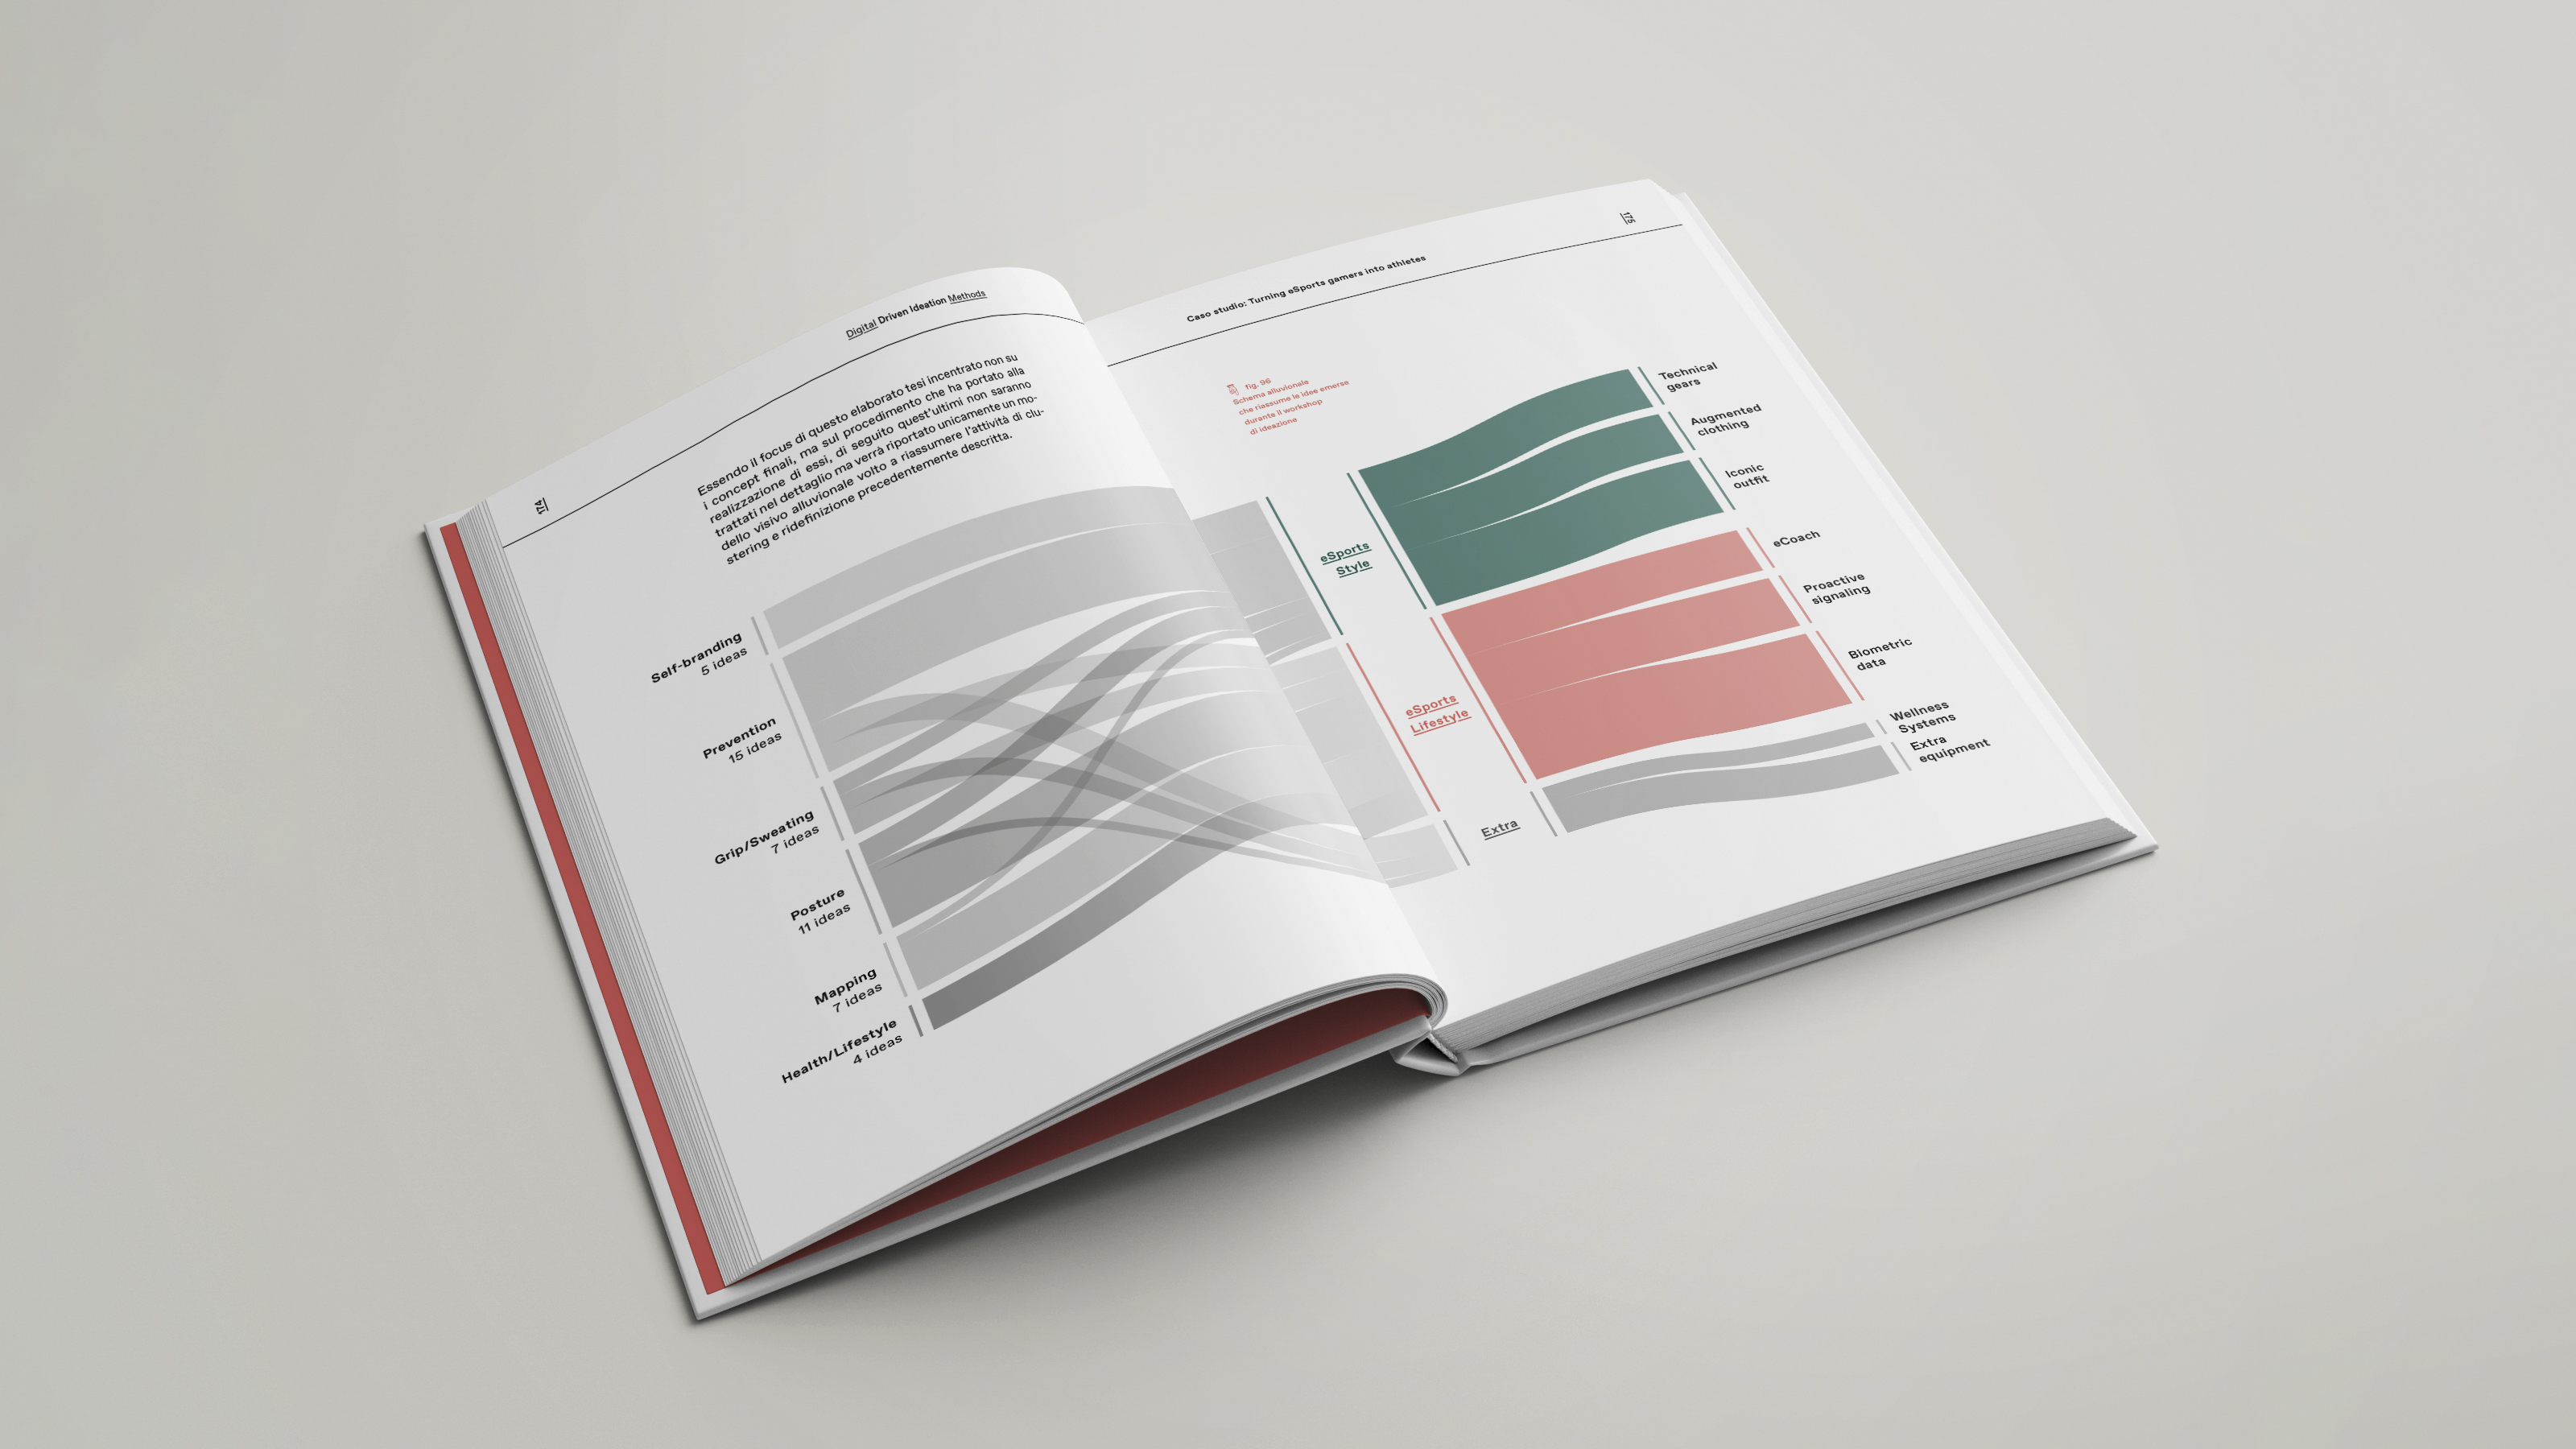 174
Digital Driven Ideation Methods
Essendo il focus di questo elaborato tesi incentrato non su
i concept finali, ma sul procedimento che ha portato alla
realizzazione di essi, di seguito quest'ultimi non saranno
trattati nel dettaglio ma verrà riportato unicamente un mo-
dello visivo alluvionale volto a riassumere l'attività di clu-
stering e ridefinizione precedentemente descritta.
Self-branding
5 ideas
Prevention
15 ideas
Grip/Sweating
7 ideas
Posture
11 ideas
Mapping
7 ideas
Health/Lifestyle
4 ideas
Caso studio: Turning eSports gamers into athletes
175
fig. 96
Schema alluvionale
che riassume le idee emerse
durante il workshop
di ideazione
eSports
Style
eSports
Lifestyle
Extra
Technical
gears
Augmented
clothing
Iconic
outfit
eCoach
Proactive
signaling
Biometric
data
Wellness
Systems
Extra
equipment